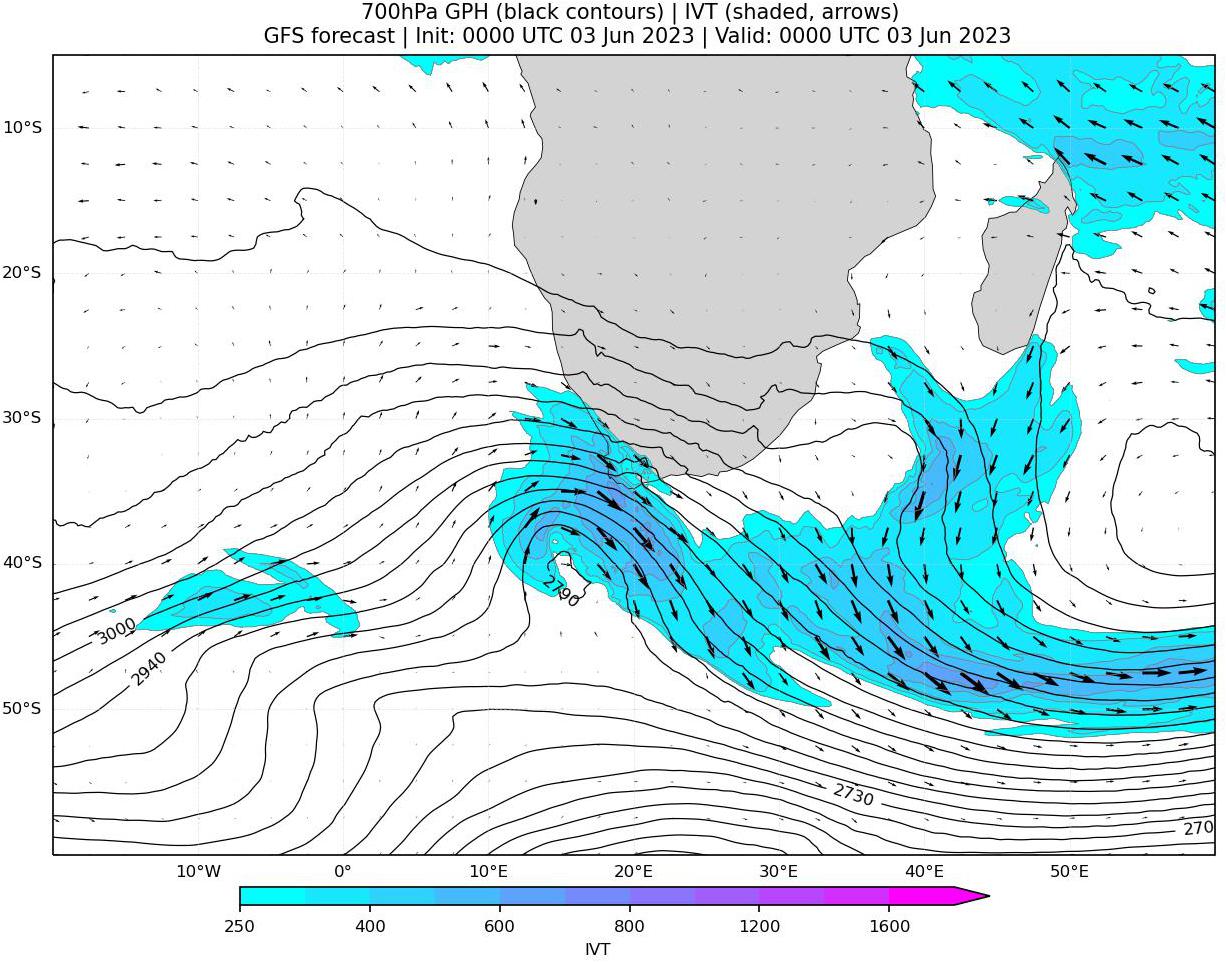 700hPa GPH (black contours) | IVT (shaded, arrows)
GFS forecast | Init: 0000 UTC 03 Jun 2023 | Valid: 0000 UTC 03 Jun 2023
10°S
20°S
30°S
40°S
50°S
2790
3000
2940
2730
270
10°W 0° 10°E 20°E 30°E 40°E 50°E
250 400 600 800 1200 1600
IVT